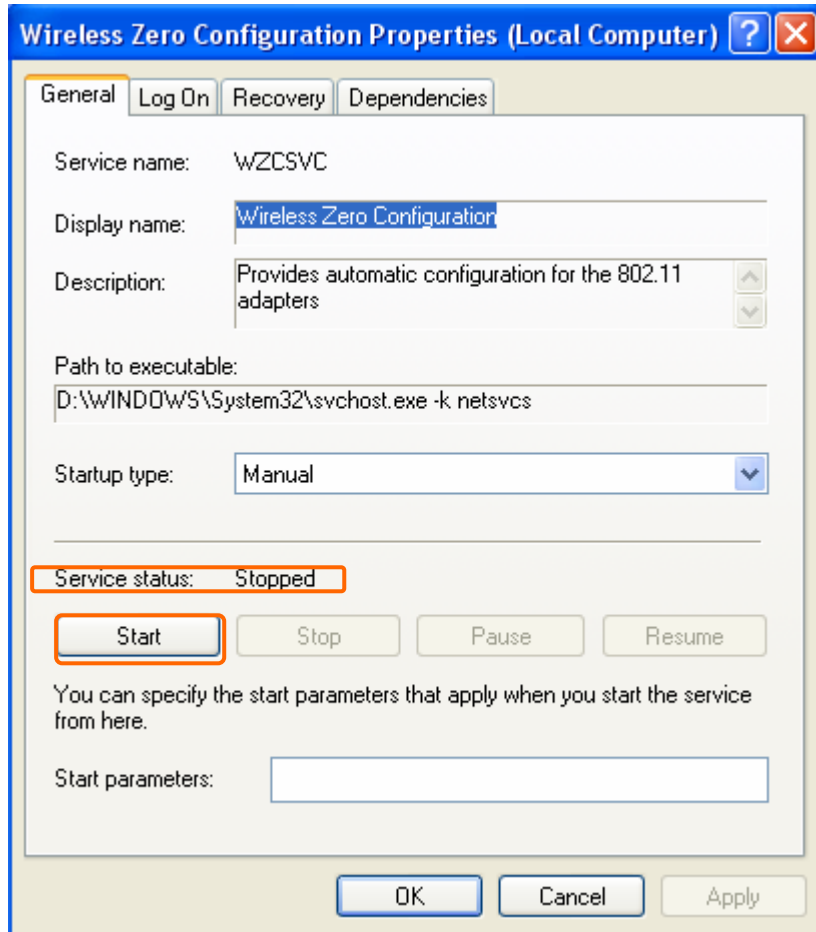 Wireless Zero Configuration Properties (Local Computer)
General Log On Recovery Dependencies
Service name: WZCSVC
Display name: Wireless Zero Configuration
Description: Provides automatic configuration for the 802.11
adapters
Path to executable:
D:\WINDOWS\System32\svchost.exe -k netsvcs
Startup type: Manual
Service status: Stopped
Start Stop Pause Resume
You can specify the start parameters that apply when you start the service
from here.
Start parameters:
OK Cancel Apply